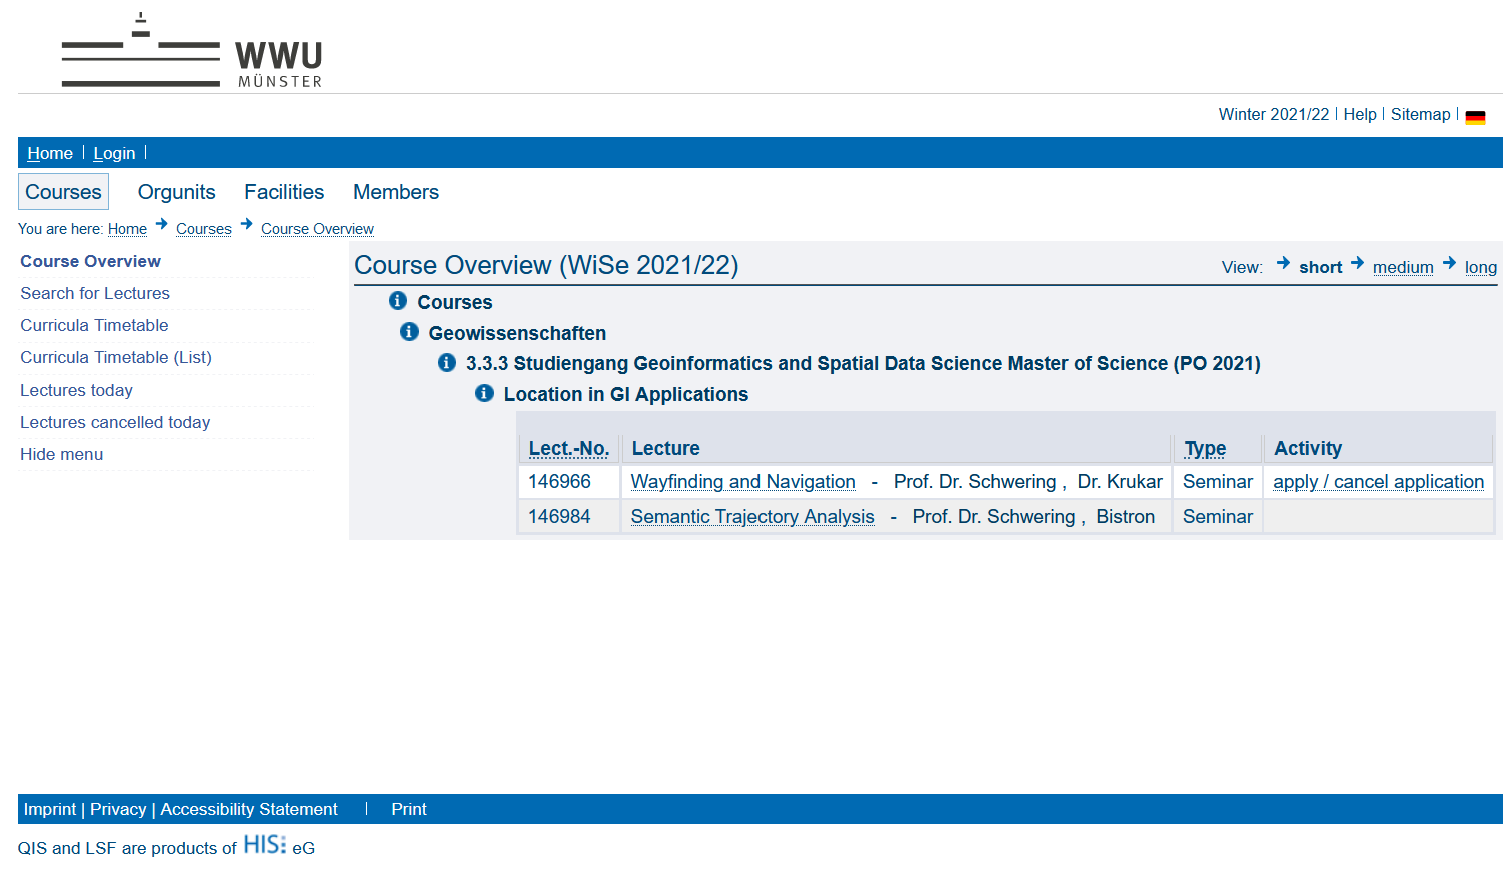 WWU
MÜNSTER
Winter 2021/22 | Help | Sitemap |
Home | Login |
Courses Orgunits Facilities Members
You are here: Home Courses Course Overview
Course Overview
Search for Lectures
Curricula Timetable
Curricula Timetable (List)
Lectures today
Lectures cancelled today
Hide menu
Course Overview (WiSe 2021/22) View: short medium long
Courses
Geowissenschaften
3.3.3 Studiengang Geoinformatics and Spatial Data Science Master of Science (PO 2021)
Location in GI Applications
Lect.-No. Lecture Type Activity
146966 Wayfinding and Navigation - Prof. Dr. Schwering , Dr. Krukar Seminar apply / cancel application
146984 Semantic Trajectory Analysis - Prof. Dr. Schwering , Bistron Seminar
Imprint | Privacy | Accessibility Statement | Print
QIS and LSF are products of HIS eG